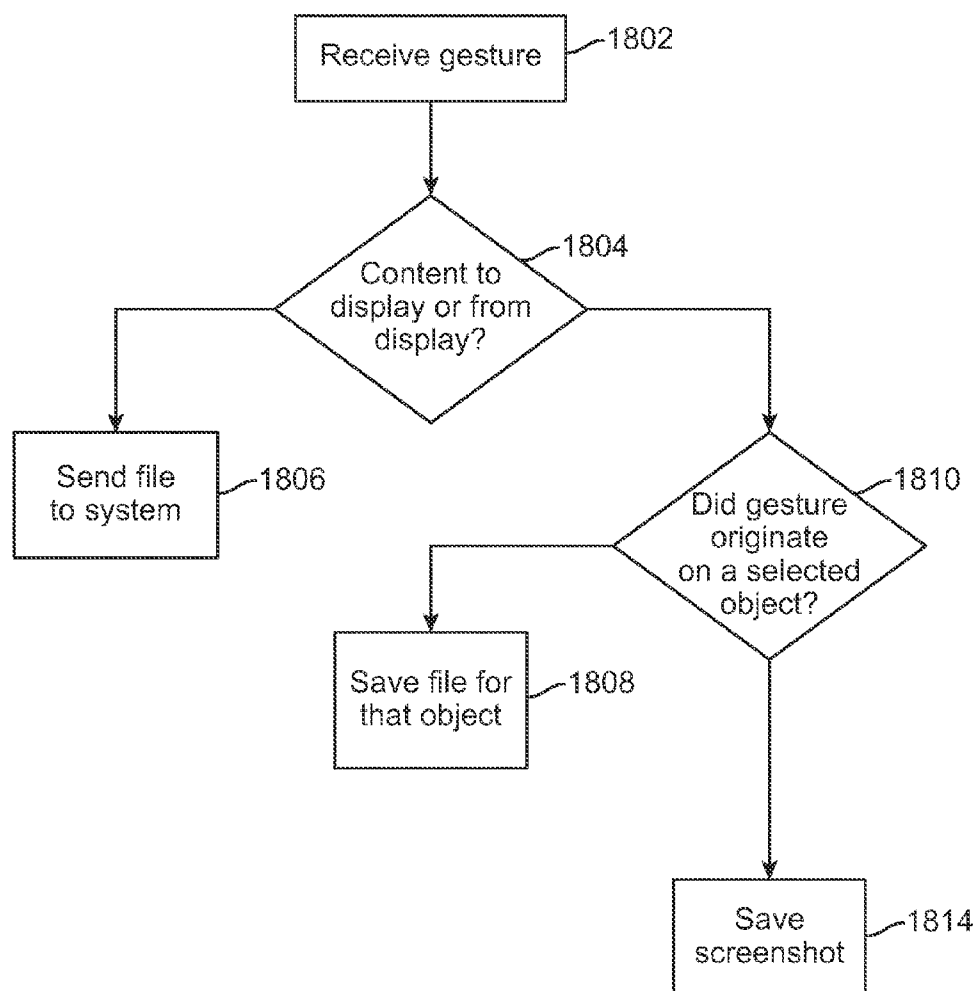 Receive gesture
1802
1804
Content to
display or from
display?
Send file
to system
1806
1810
Did gesture
originate
on a selected
object?
Save file for
that object
1808
Save
screenshot
1814